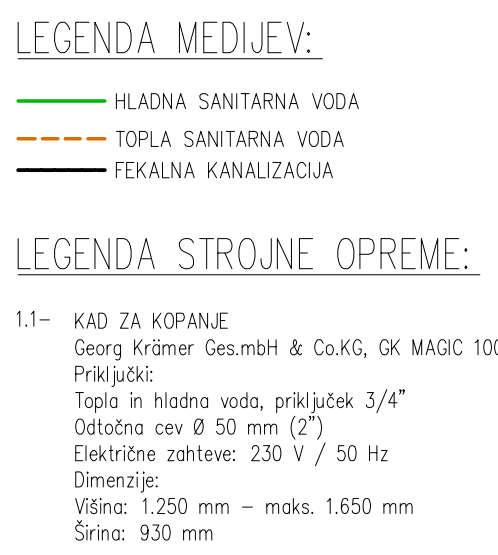 LEGENDA MEDIJEV:
HLADNA SANITARNA VODA
TOPLA SANITARNA VODA
FEKALNA KANALIZACIJA
LEGENDA STROJNE OPREME:
1.1– KAD ZA KOPANJE
Georg Krämer Ges.mbH & Co.KG, GK MAGIC 100
Priključki:
Topla in hladna voda, priključek 3/4”
Odtočna cev Ø 50 mm (2”)
Električne zahteve: 230 V / 50 Hz
Dimenzije:
Višina: 1.250 mm – maks. 1.650 mm
Širina: 930 mm